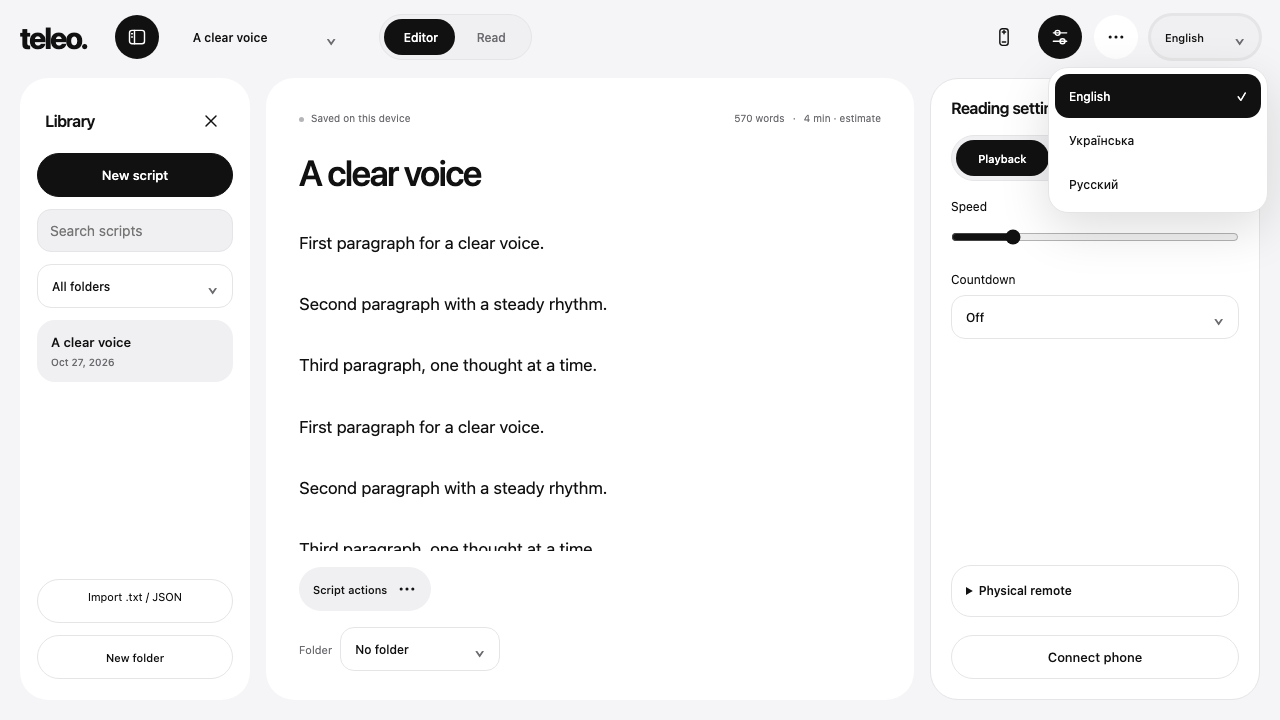 teleo.
A clear voice
Editor
Read
English
English
Українська
Русский
Library
New script
Search scripts
All folders
A clear voice
Oct 27, 2026
Import .txt / JSON
New folder
Saved on this device
570 words · 4 min · estimate
A clear voice
First paragraph for a clear voice.
Second paragraph with a steady rhythm.
Third paragraph, one thought at a time.
First paragraph for a clear voice.
Second paragraph with a steady rhythm.
Third paragraph, one thought at a time.
Script actions
Folder
No folder
Reading
Playback
Speed
Countdown
Off
Physical remote
Connect phone